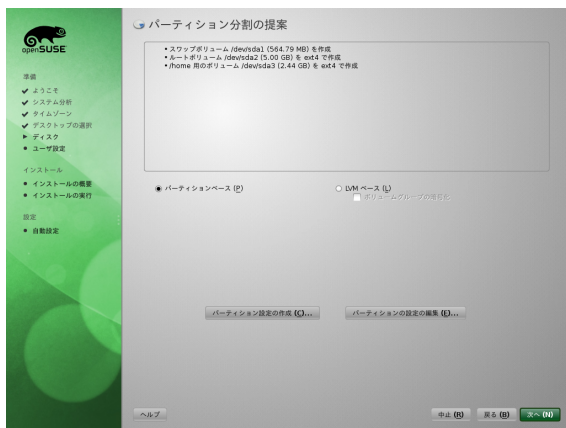 openSUSE
準備
ようこそ
システム分析
タイムゾーン
デスクトップの選択
ディスク
ユーザ設定
インストール
インストールの概要
インストールの実行
設定
自動設定
パーティション分割の提案
スワップボリューム /dev/sda1 (564.79 MB) を作成
ルートボリューム /dev/sda2 (5.00 GB) を ext4 で作成
/home 用のボリューム /dev/sda3 (2.44 GB) を ext4 で作成
パーティションベース (P)
LVM ベース (L)
ボリュームグループの暗号化
パーティション設定の作成 (C)...
パーティションの設定の編集 (E)...
ヘルプ
中止 (R)
戻る (B)
次へ (N)